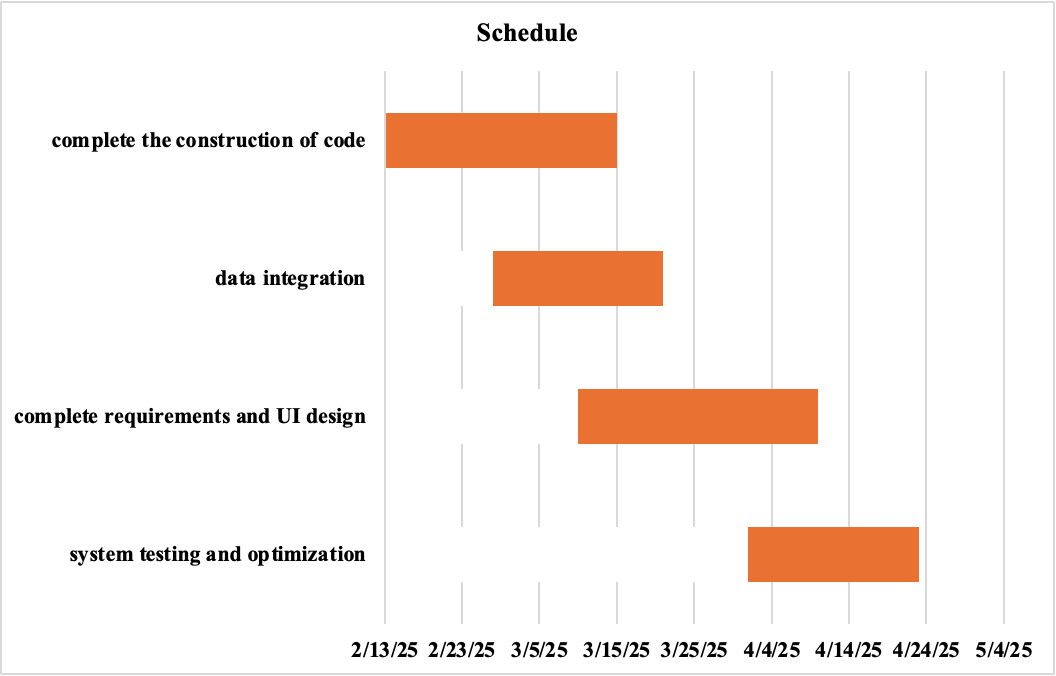 Schedule
complete the construction of code
data integration
complete requirements and UI design
system testing and optimization
2/13/25 2/23/25 3/5/25 3/15/25 3/25/25 4/4/25 4/14/25 4/24/25 5/4/25